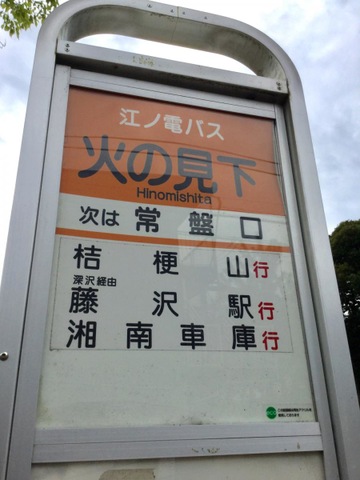 江ノ電バス
火の見下
Hinomishita
次は 常盤口
桔梗山行
深沢経由
藤沢駅行
湘南車庫行